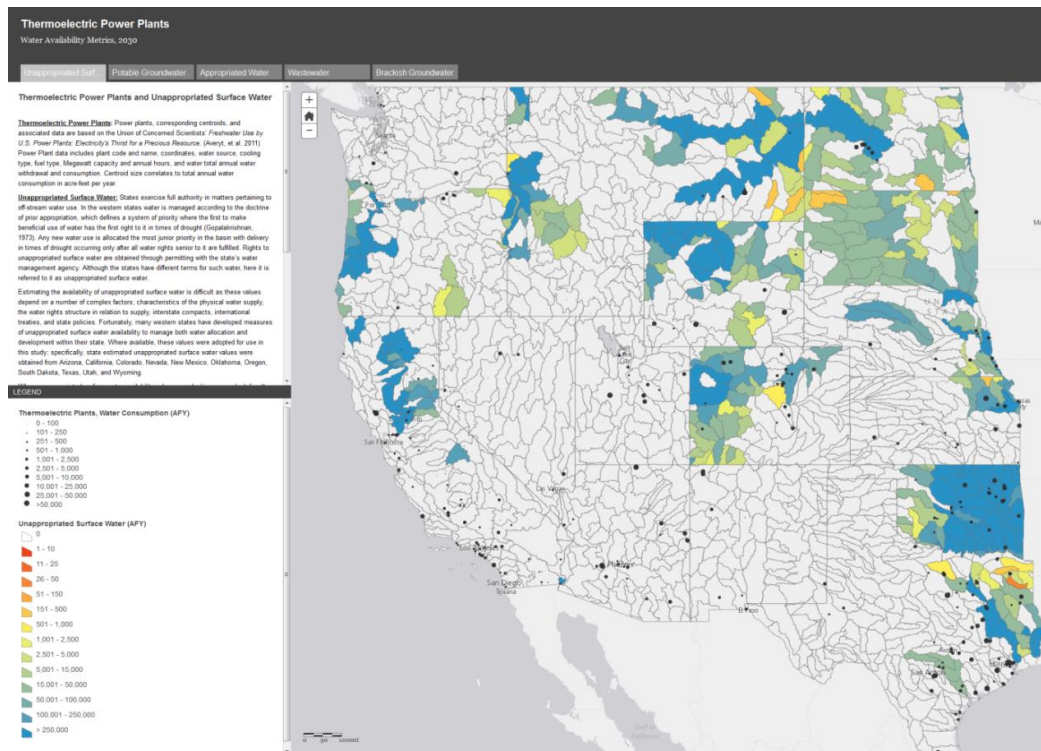 Thermoelectric Power Plants
Water Availability Metrics, 2030
Unappropriated Surf...
Potable Groundwater
Appropriated Water
Wastewater
Brackish Groundwater
Thermoelectric Power Plants and Unappropriated Surface Water
Thermoelectric Power Plants: Power plants, corresponding centroids, and
associated data are based on the Union of Concerned Scientists' Freshwater Use by
U.S. Power Plants: Electricity's Thirst for a Precious Resource. (Averyt, et al. 2011)
Power Plant data includes plant code and name, coordinates, water source, cooling
type, fuel type, Megawatt capacity and annual hours, and water total annual water
withdrawal and consumption. Centroid size correlates to total annual water
consumption in acre-feet per year.
Unappropriated Surface Water: States exercise full authority in matters pertaining to
off-stream water use. In the western states water is managed according to the doctrine
of prior appropriation, which defines a system of priority where the first to make
beneficial use of water has the first right to it in times of drought (Gopalakrishnan,
1973). Any new water use is allocated the most junior priority in the basin with delivery
in times of drought occurring only after all water rights senior to it are fulfilled. Rights to
unappropriated surface water are obtained through permitting with the state's water
management agency. Although the states have different terms for such water, here it is
referred to it as unappropriated surface water.
Estimating the availability of unappropriated surface water is difficult as these values
depend on a number of complex factors; characteristics of the physical water supply,
the water rights structure in relation to supply, interstate compacts, international
treaties, and state policies. Fortunately, many western states have developed measures
of unappropriated surface water availability to manage both water allocation and
development within their state. Where available, these values were adopted for use in
this study; specifically, state estimated unappropriated surface water values were
obtained from Arizona, California, Colorado, Nevada, New Mexico, Oklahoma, Oregon,
South Dakota, Texas, Utah, and Wyoming.
LEGEND
Thermoelectric Plants, Water Consumption (AFY)
0 - 100
101 - 250
251 - 500
501 - 1,000
1,001 - 2,500
2,501 - 5,000
5,001 - 10,000
10,001 - 25,000
25,001 - 50,000
>50,000
Unappropriated Surface Water (AFY)
0
1 - 10
11 - 25
26 - 50
51 - 150
151 - 500
501 - 1,000
1,001 - 2,500
2,501 - 5,000
5,001 - 15,000
15,001 - 50,000
50,001 - 100,000
100,001 - 250,000
> 250,000
+
−
Seattle
Salt
Lake
City
San Francisco
Las Vegas
Los Angeles
Phoenix
San Diego
Tijuana
El Paso
Austin
San Antonio
Houston
Gulf of
California